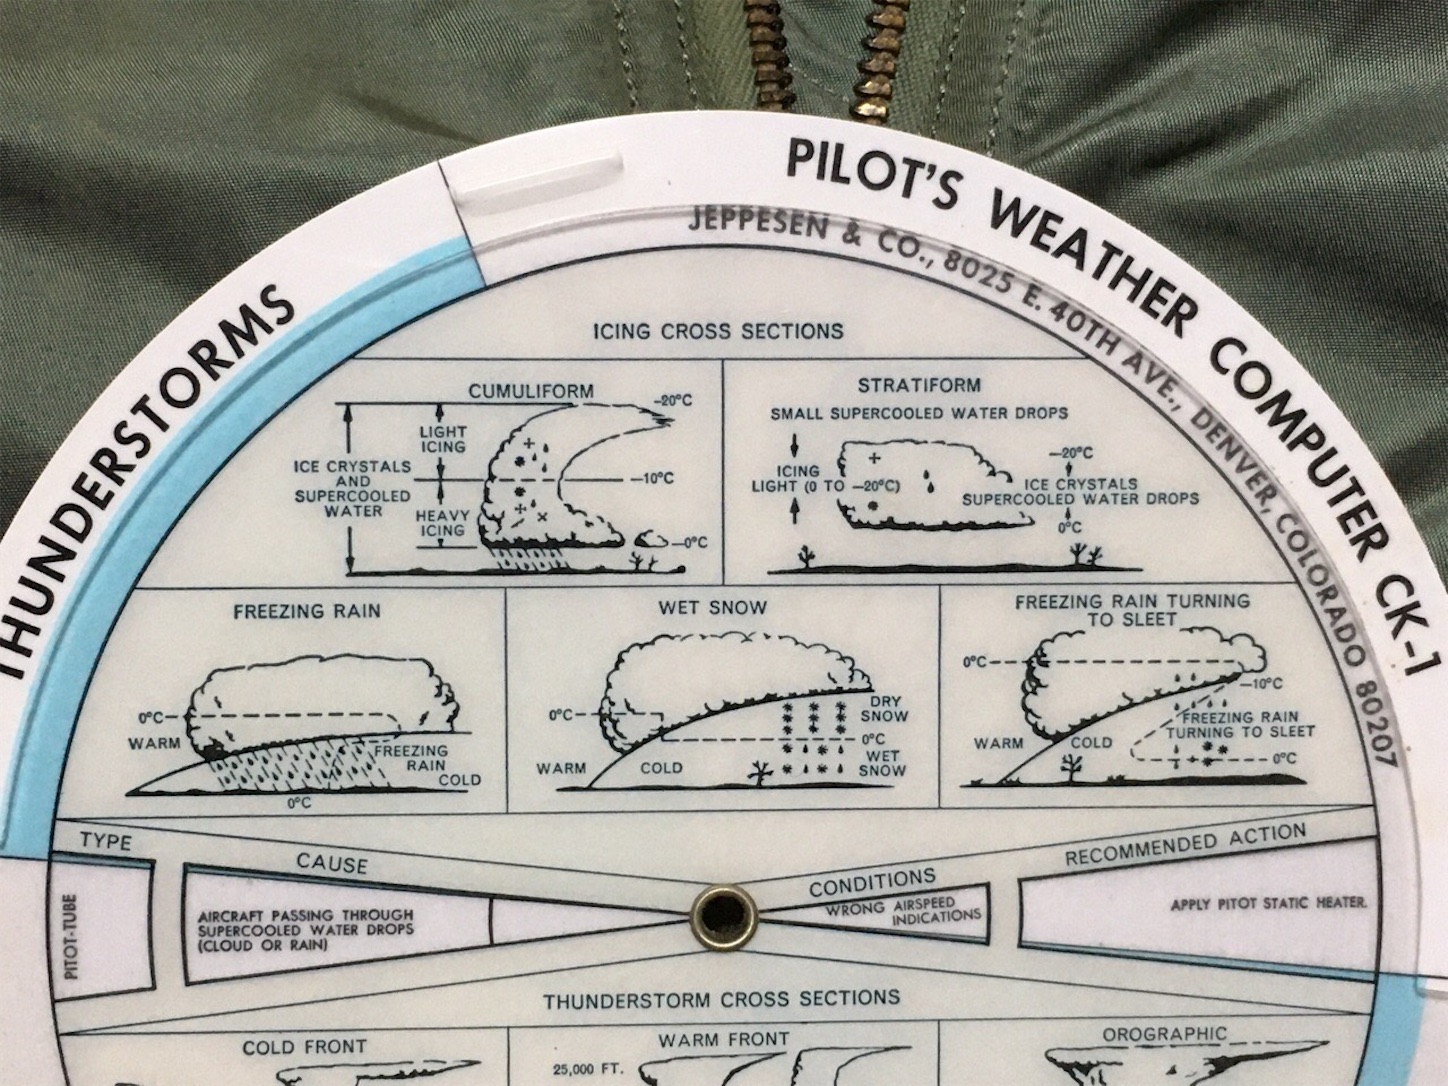 PILOT'S WEATHER COMPUTER CK-1
JEPPESEN & CO., 8025 E. 40TH AVE., DENVER, COLORADO 80207
THUNDERSTORMS
ICING CROSS SECTIONS
CUMULIFORM
-20°C
LIGHT
ICING
ICE CRYSTALS
AND
SUPERCOOLED
WATER
-10°C
HEAVY
ICING
-0°C
STRATIFORM
SMALL SUPERCOOLED WATER DROPS
ICING
LIGHT (0 TO -20°C)
-20°C
ICE CRYSTALS
SUPERCOOLED WATER DROPS
0°C
FREEZING RAIN
0°C
WARM
FREEZING
RAIN
COLD
0°C
WET SNOW
0°C
DRY
SNOW
0°C
WET
SNOW
WARM
COLD
FREEZING RAIN TURNING
TO SLEET
0°C
-10°C
FREEZING RAIN
TURNING TO SLEET
WARM
COLD
0°C
TYPE
CAUSE
CONDITIONS
RECOMMENDED ACTION
PITOT-TUBE
AIRCRAFT PASSING THROUGH
SUPERCOOLED WATER DROPS
(CLOUD OR RAIN)
WRONG AIRSPEED
INDICATIONS
APPLY PITOT STATIC HEATER.
THUNDERSTORM CROSS SECTIONS
COLD FRONT
WARM FRONT
25,000 FT.
OROGRAPHIC